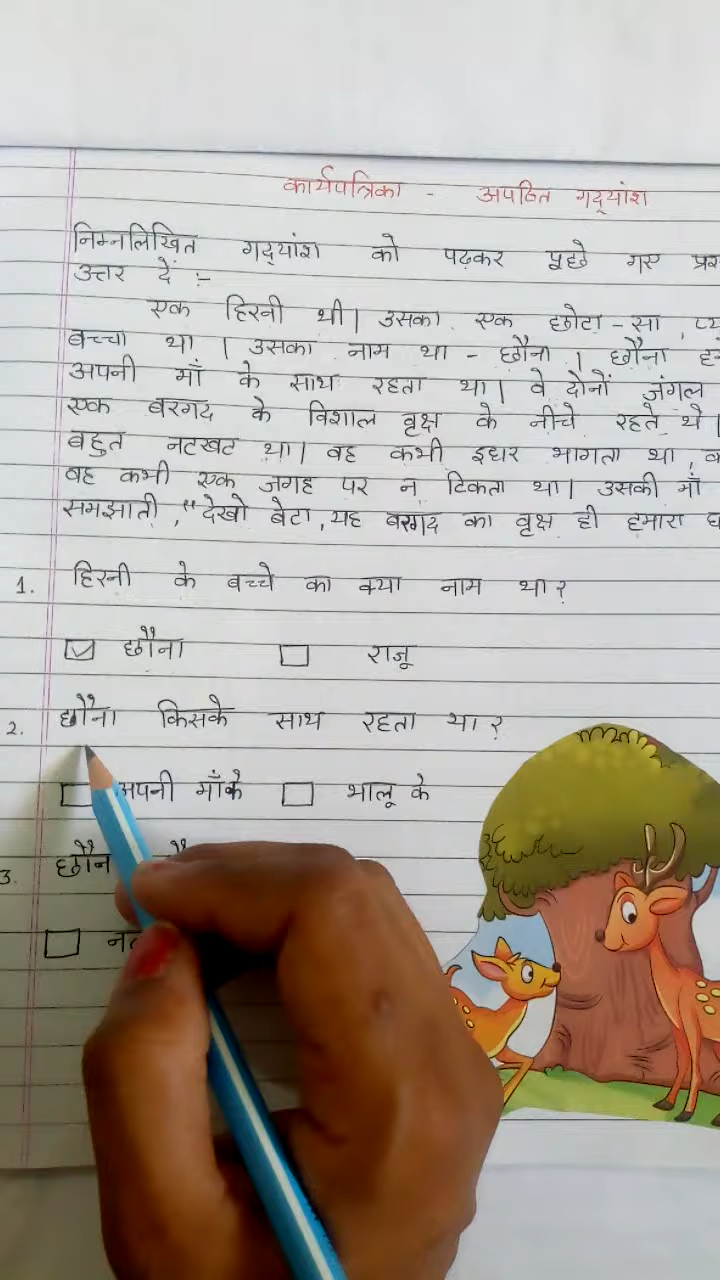 कार्यपत्रिका - अपठित गद्यांश
निम्नलिखित गद्यांश को पढ़कर पूछे गए
उत्तर दें :-
एक हिरनी थी। उसका एक छोटा-सा,
बच्चा था। उसका नाम था - छौना। छौना
अपनी माँ के साथ रहता था। वे दोनों जंगल
एक बरगद के विशाल वृक्ष के नीचे रहते थे।
बहुत नटखट था। वह कभी इधर भागता था,
वह कभी एक जगह पर न टिकता था। उसकी माँ
समझाती, "देखो बेटा, यह बरगद का वृक्ष ही हमारा
1. हिरनी के बच्चे का क्या नाम था?
छौना राजू
2. छौना किसके साथ रहता था?
अपनी माँ के भालू के
3.